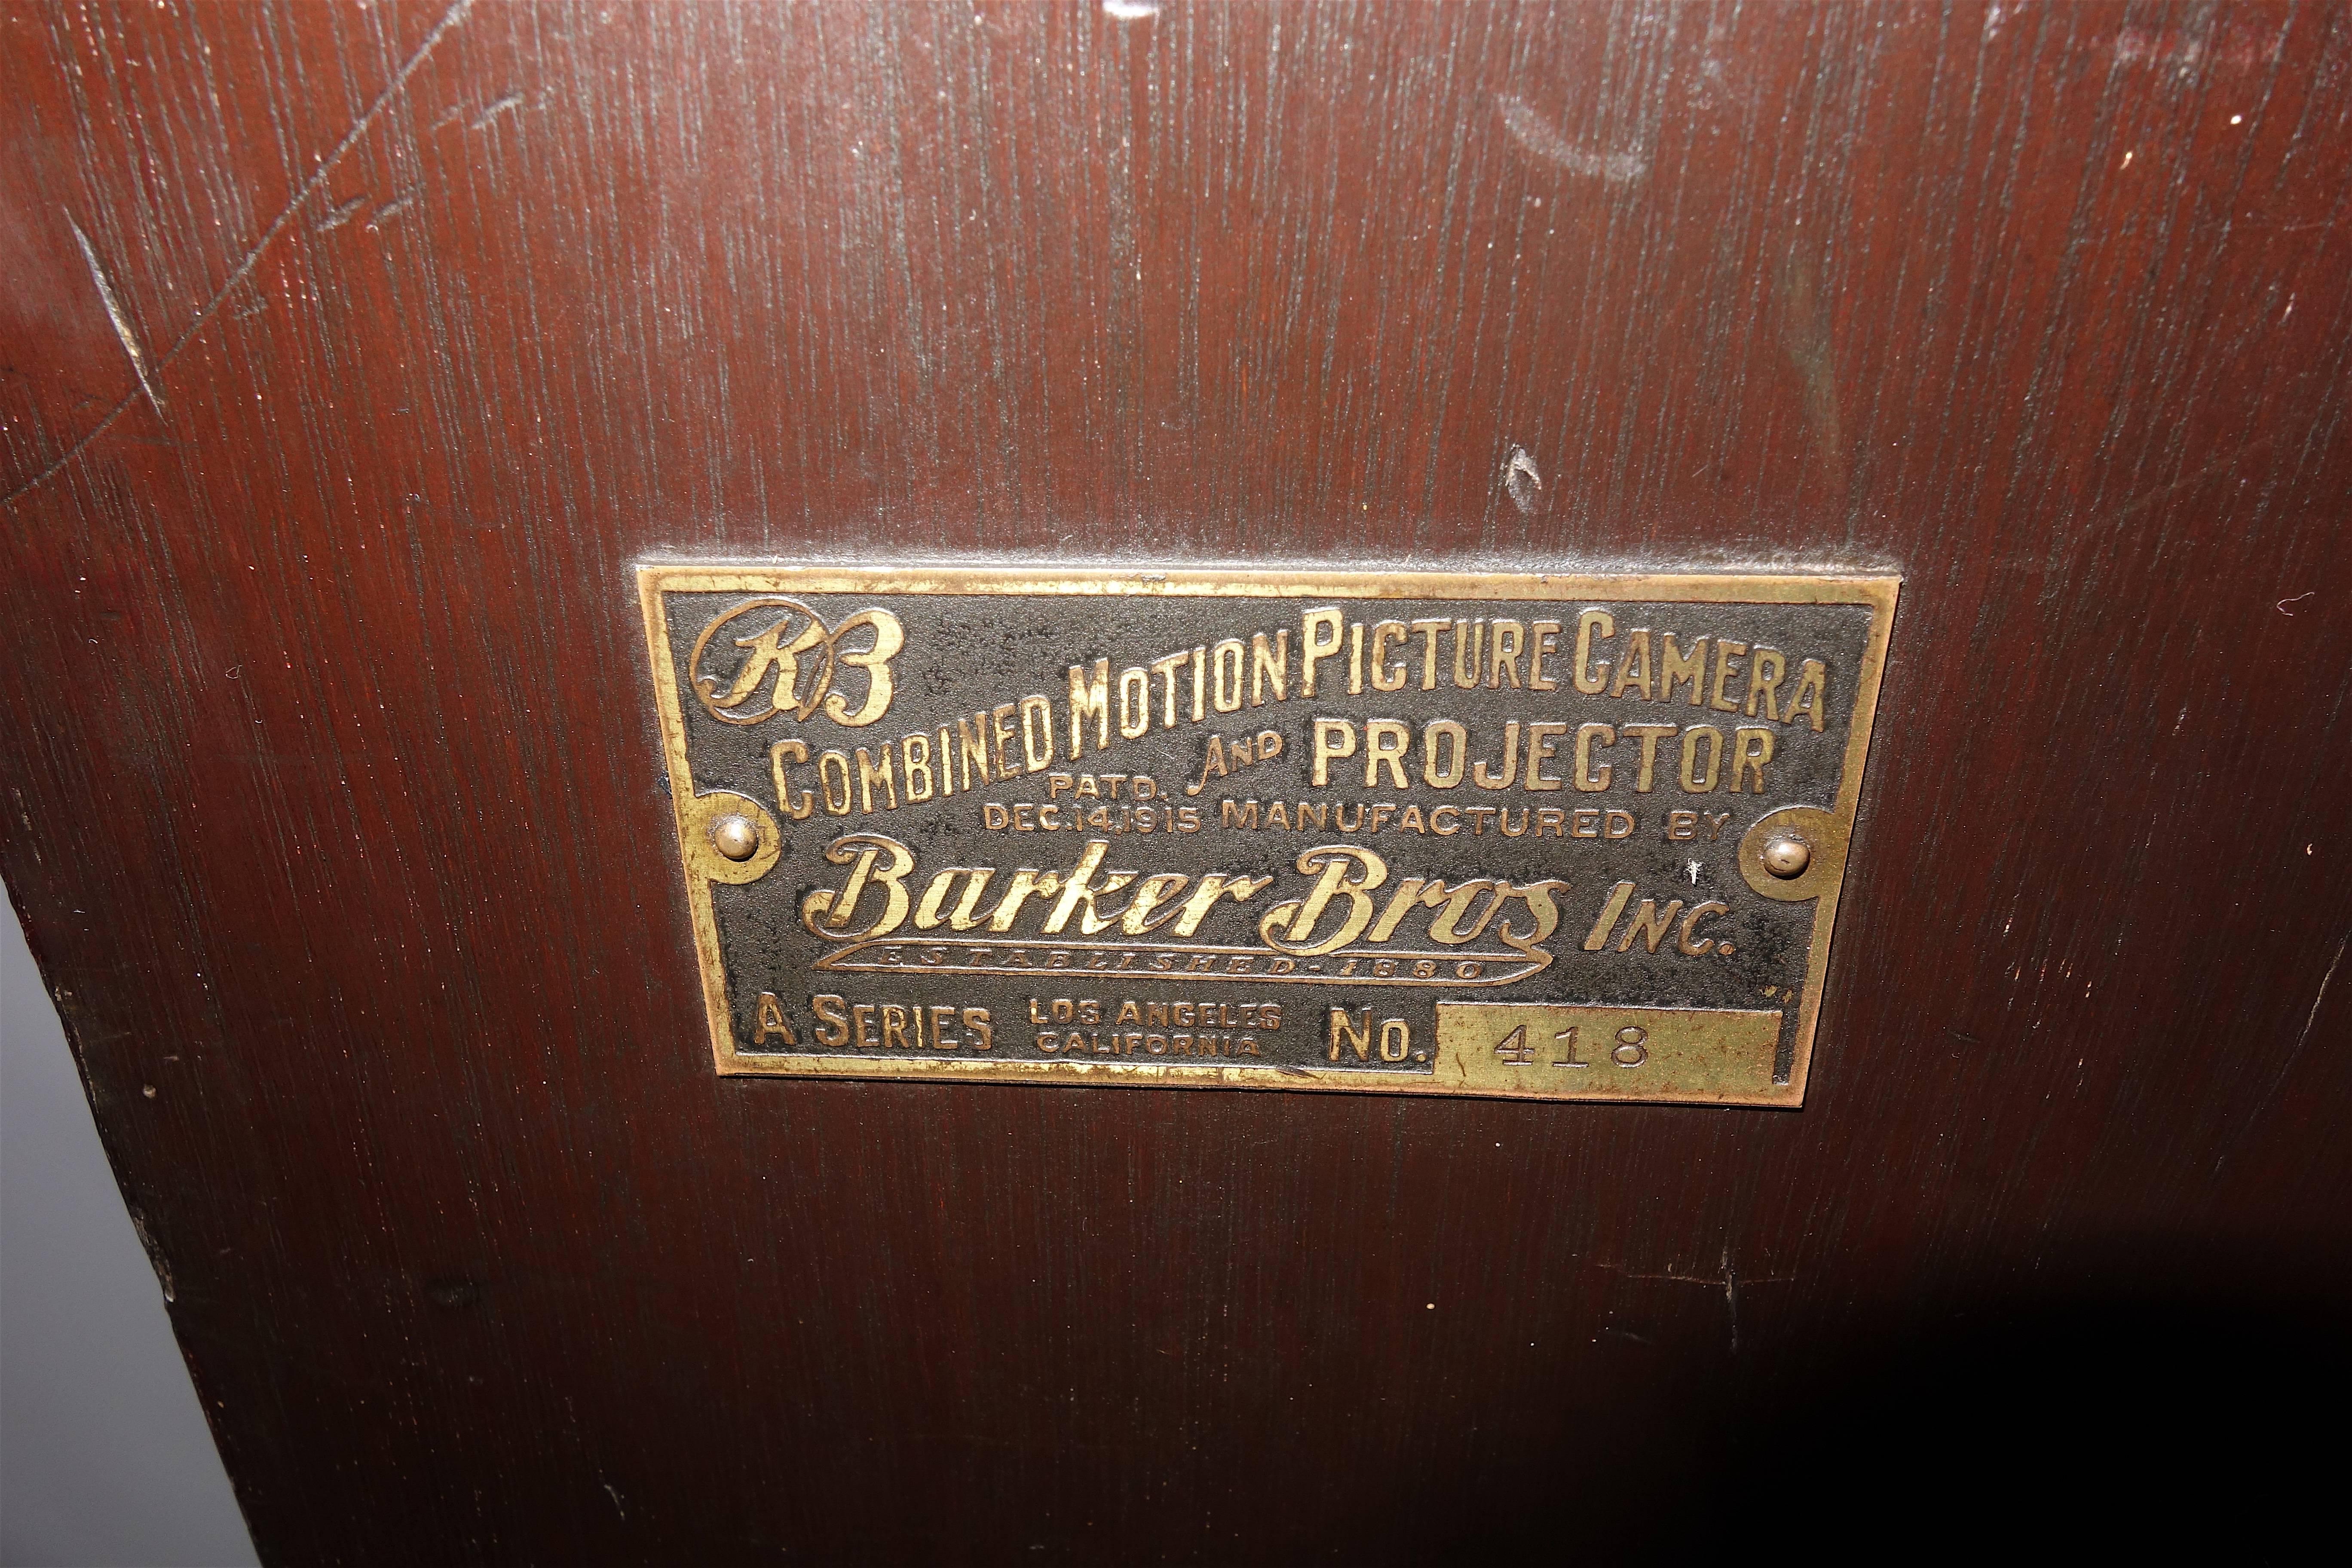 KB
COMBINED MOTION PICTURE CAMERA
AND PROJECTOR
PATD.
DEC.14,1915 MANUFACTURED BY
Barker Bros INC.
ESTABLISHED-1880
A SERIES LOS ANGELES CALIFORNIA No. 418